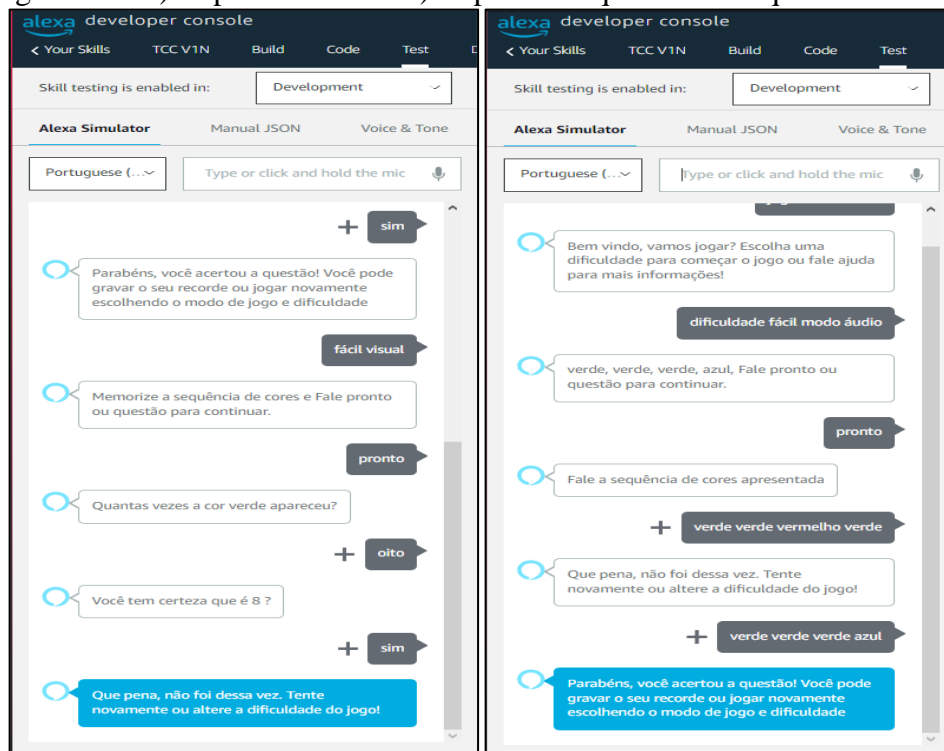 alexa developer console
< Your Skills TCC V1N Build Code Test
Skill testing is enabled in: Development
Alexa Simulator Manual JSON Voice & Tone
Portuguese (... Type or click and hold the mic
+ sim
Parabéns, você acertou a questão! Você pode
gravar o seu recorde ou jogar novamente
escolhendo o modo de jogo e dificuldade
fácil visual
Memorize a sequência de cores e Fale pronto
ou questão para continuar.
pronto
Quantas vezes a cor verde apareceu?
+ oito
Você tem certeza que é 8 ?
+ sim
Que pena, não foi dessa vez. Tente
novamente ou altere a dificuldade do jogo!
alexa developer console
< Your Skills TCC V1N Build Code Test
Skill testing is enabled in: Development
Alexa Simulator Manual JSON Voice & Tone
Portuguese (... Type or click and hold the mic
Bem vindo, vamos jogar? Escolha uma
dificuldade para começar o jogo ou fale ajuda
para mais informações!
dificuldade fácil modo áudio
verde, verde, verde, azul, Fale pronto ou
questão para continuar.
pronto
Fale a sequência de cores apresentada
+ verde verde vermelho verde
Que pena, não foi dessa vez. Tente
novamente ou altere a dificuldade do jogo!
+ verde verde verde azul
Parabéns, você acertou a questão! Você pode
gravar o seu recorde ou jogar novamente
escolhendo o modo de jogo e dificuldade